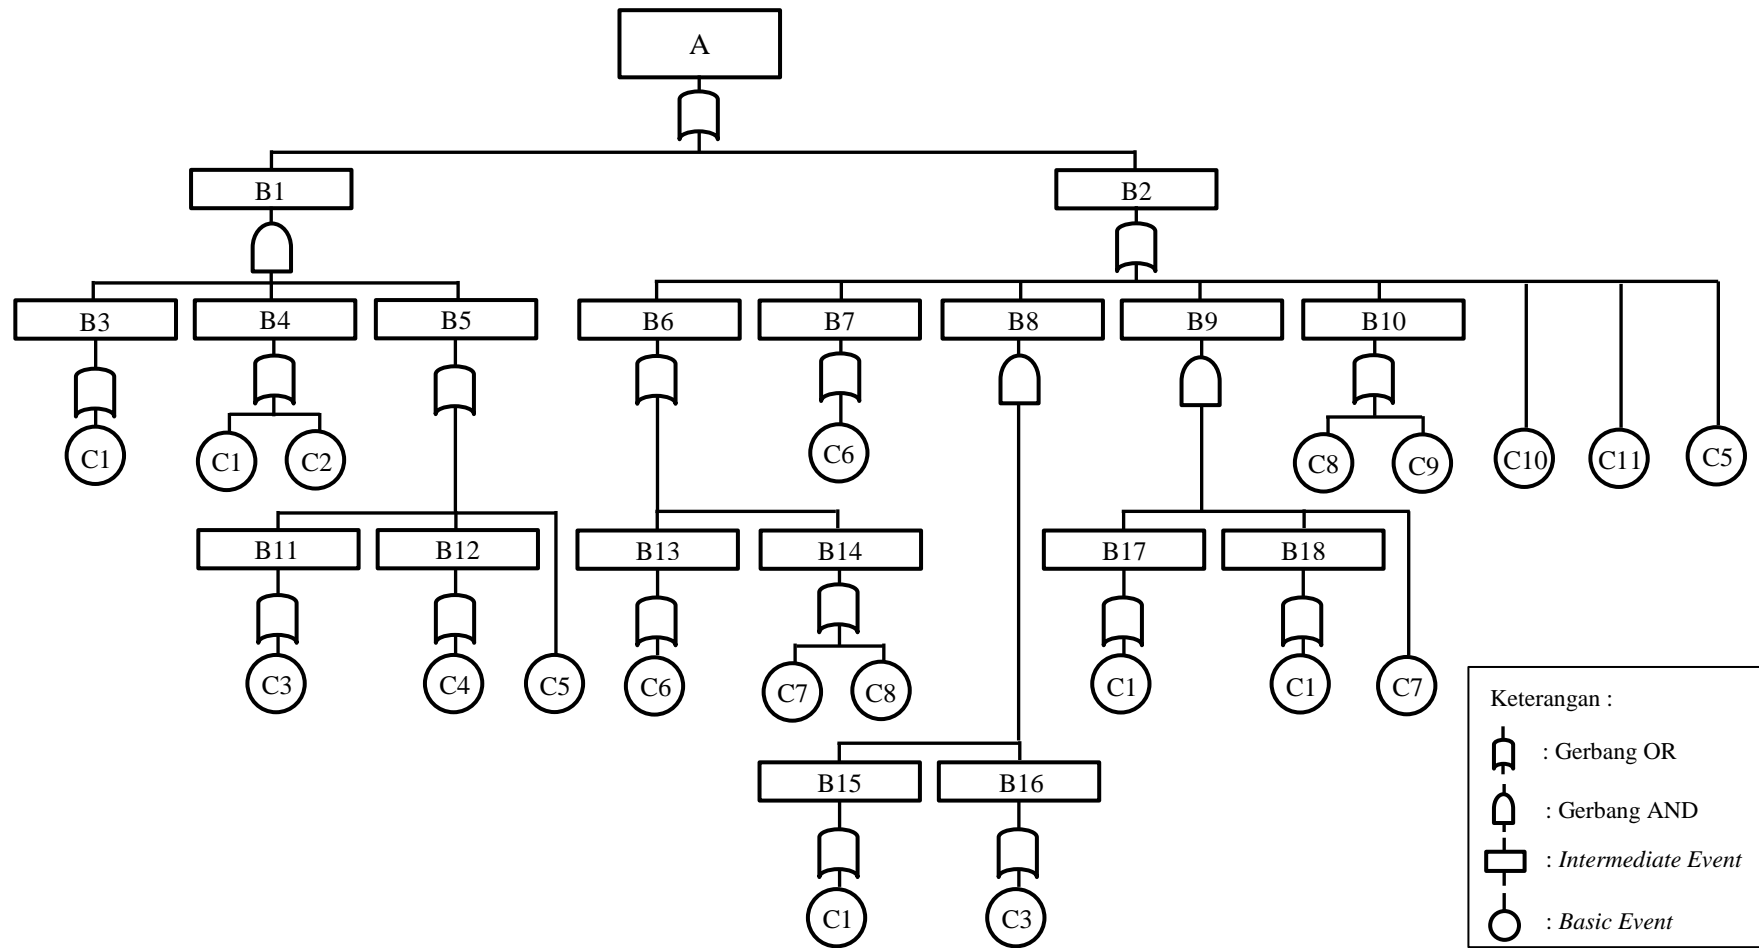 A
B1
B2
B3
B4
B5
B6
B7
B8
B9
B10
C1
C1
C2
C6
C8
C9
C10
C11
C5
B11
B12
B13
B14
B17
B18
C3
C4
C5
C6
C7
C8
C1
C1
C7
B15
B16
C1
C3
Keterangan :
: Gerbang OR
: Gerbang AND
: Intermediate Event
: Basic Event